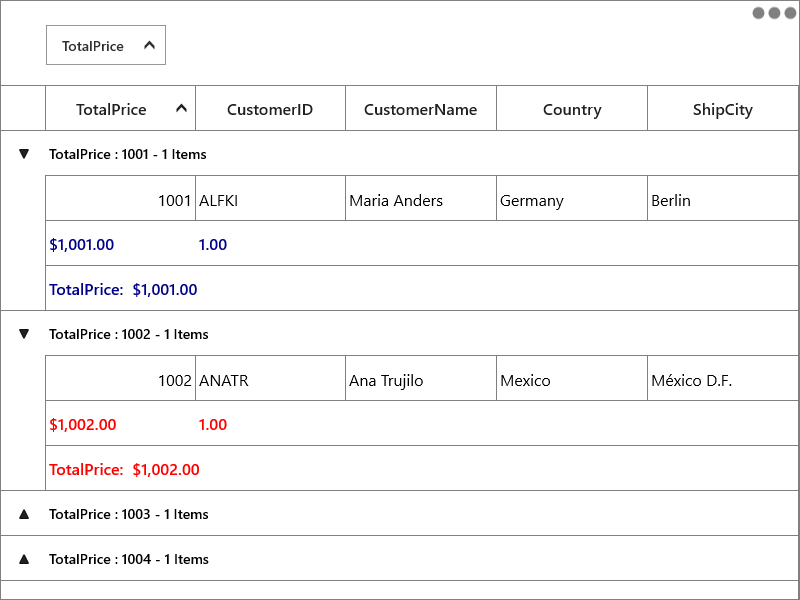 TotalPrice
TotalPrice CustomerID CustomerName Country ShipCity
TotalPrice : 1001 - 1 Items
1001 ALFKI Maria Anders Germany Berlin
$1,001.00 1.00
TotalPrice: $1,001.00
TotalPrice : 1002 - 1 Items
1002 ANATR Ana Trujilo Mexico México D.F.
$1,002.00 1.00
TotalPrice: $1,002.00
TotalPrice : 1003 - 1 Items
TotalPrice : 1004 - 1 Items